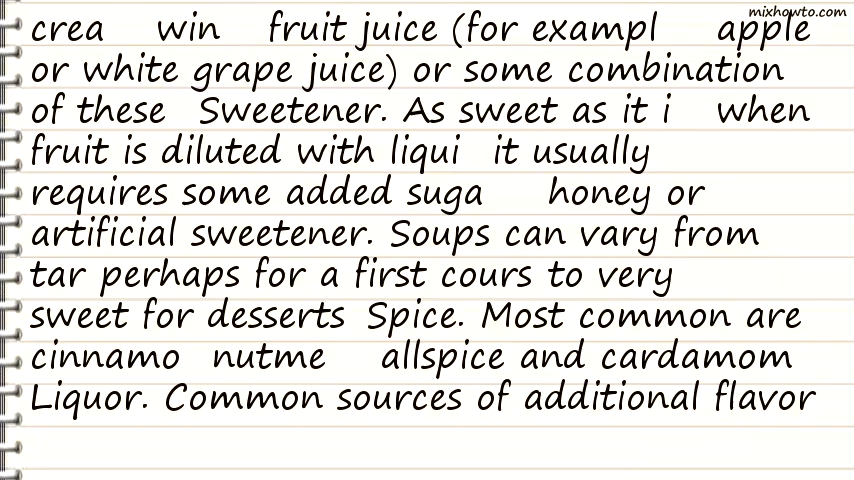 mixhowto.com
crea win fruit juice (for exampl apple
or white grape juice) or some combination
of these Sweetener. As sweet as it i when
fruit is diluted with liqui it usually
requires some added suga honey or
artificial sweetener. Soups can vary from
tar perhaps for a first cours to very
sweet for desserts Spice. Most common are
cinnamo nutme allspice and cardamom
Liquor. Common sources of additional flavor